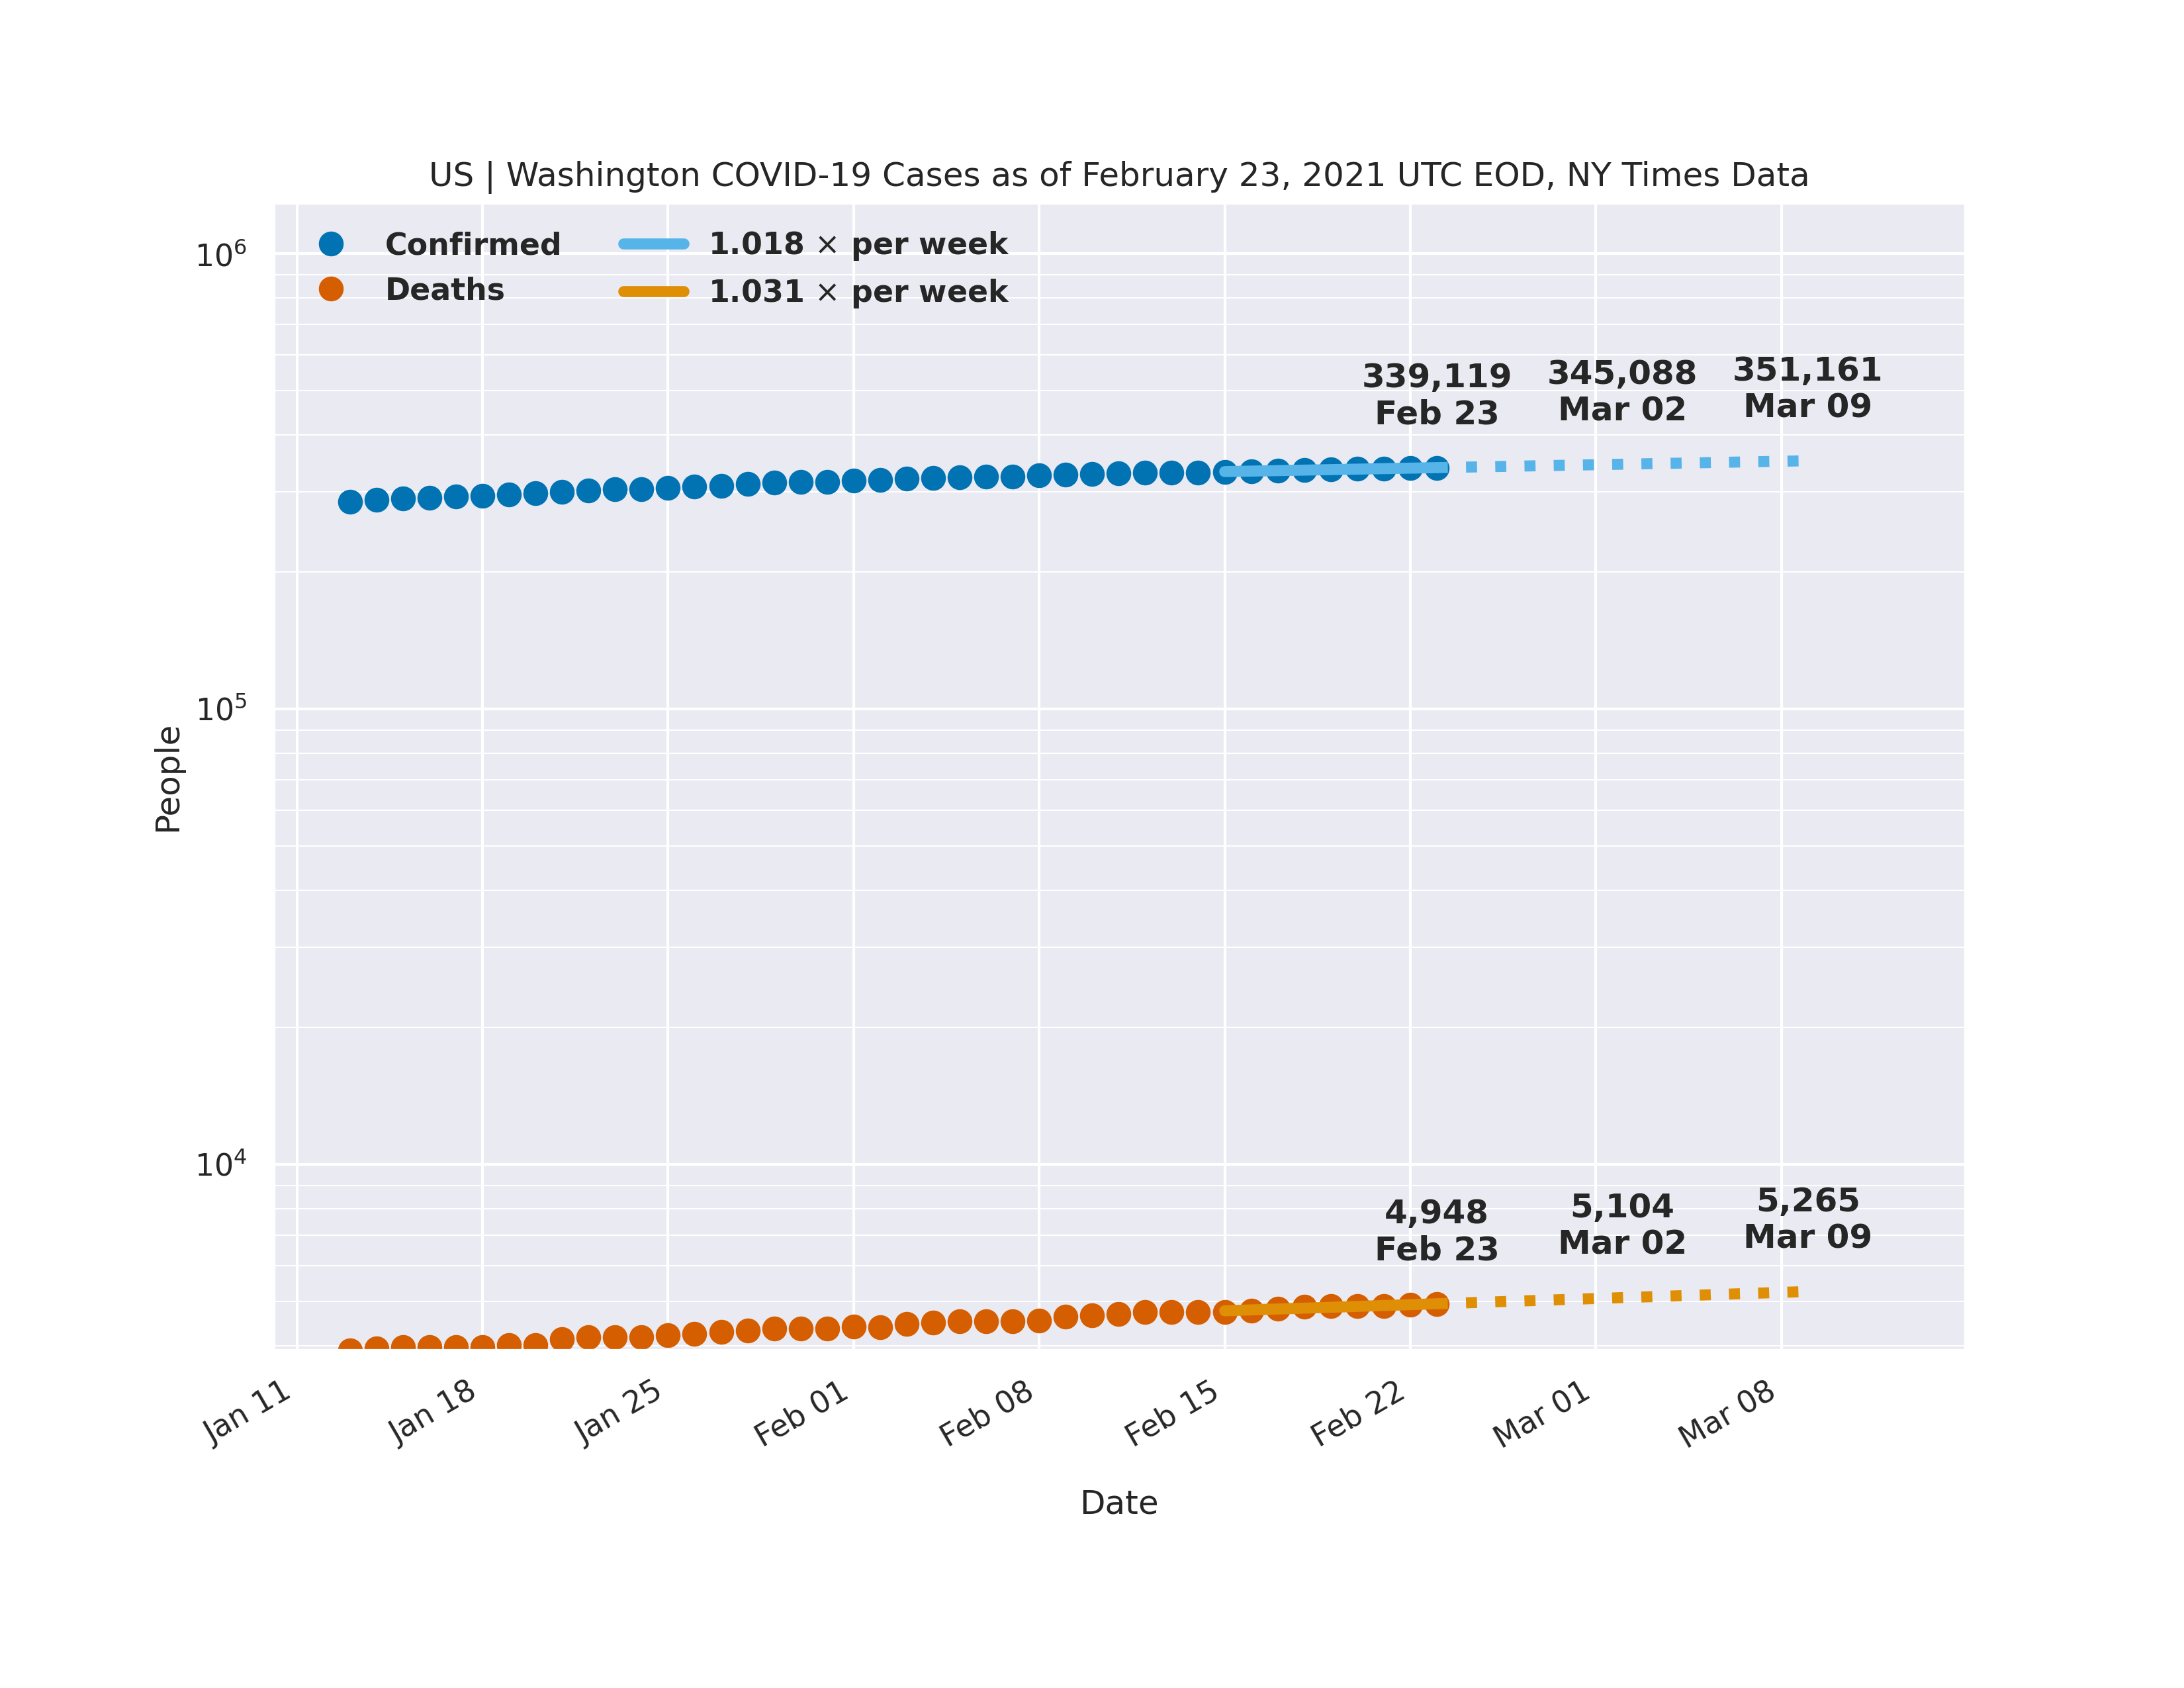 US | Washington COVID-19 Cases as of February 23, 2021 UTC EOD, NY Times Data
Confirmed
Deaths
1.018 × per week
1.031 × per week
10⁶
10⁵
10⁴
People
339,119
Feb 23
345,088
Mar 02
351,161
Mar 09
4,948
Feb 23
5,104
Mar 02
5,265
Mar 09
Jan 11
Jan 18
Jan 25
Feb 01
Feb 08
Feb 15
Feb 22
Mar 01
Mar 08
Date